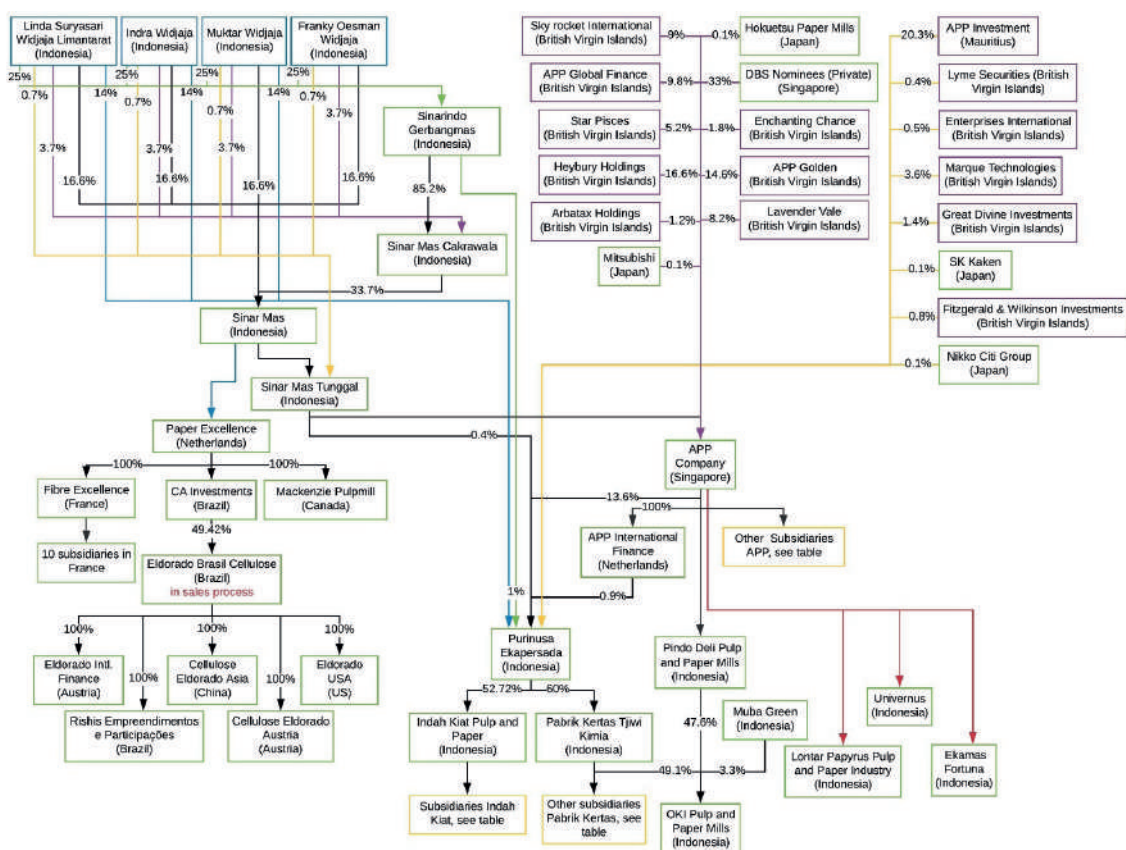 Linda Suryasari
Widjaja Limantarat
(Indonesia)
Indra Widjaja
(Indonesia)
Muktar Widjaja
(Indonesia)
Franky Oesman
Widjaja
(Indonesia)
25%
0.7%
14%
25%
0.7%
14%
25%
0.7%
14%
25%
0.7%
3.7%
3.7%
3.7%
3.7%
16.6%
16.6%
16.6%
16.6%
Sinarindo
Gerbangmas
(Indonesia)
85.2%
Sinar Mas Cakrawala
(Indonesia)
33.7%
Sinar Mas
(Indonesia)
Sinar Mas Tunggal
(Indonesia)
0.4%
Paper Excellence
(Netherlands)
100%
100%
Fibre Excellence
(France)
CA Investments
(Brazil)
Mackenzie Pulpmill
(Canada)
49.42%
10 subsidiaries in
France
Eldorado Brasil Cellulose
(Brazil)
in sales process
100%
100%
100%
100%
100%
Eldorado Intl.
Finance
(Austria)
Cellulose
Eldorado Asia
(China)
Eldorado
USA
(US)
Rishis Empreendimentos
e Participações
(Brazil)
Cellulose Eldorado
Austria
(Austria)
Sky rocket International
(British Virgin Islands)
9%
0.1%
Hokuetsu Paper Mills
(Japan)
APP Global Finance
(British Virgin Islands)
9.8%
33%
DBS Nominees (Private)
(Singapore)
Star Pisces
(British Virgin Islands)
5.2%
1.8%
Enchanting Chance
(British Virgin Islands)
Heybury Holdings
(British Virgin Islands)
16.6%
14.6%
APP Golden
(British Virgin Islands)
Arbatax Holdings
(British Virgin Islands)
1.2%
8.2%
Lavender Vale
(British Virgin Islands)
Mitsubishi
(Japan)
0.1%
20.3%
APP Investment
(Mauritius)
0.4%
Lyme Securities (British
Virgin Islands)
0.5%
Enterprises International
(British Virgin Islands)
3.6%
Marque Technologies
(British Virgin Islands)
1.4%
Great Divine Investments
(British Virgin Islands)
0.1%
SK Kaken
(Japan)
0.8%
Fitzgerald & Wilkinson Investments
(British Virgin Islands)
0.1%
Nikko Citi Group
(Japan)
APP
Company
(Singapore)
13.6%
100%
APP International
Finance
(Netherlands)
Other Subsidiaries
APP, see table
0.9%
1%
Purinusa
Ekapersada
(Indonesia)
Pindo Deli Pulp
and Paper Mills
(Indonesia)
52.72%
60%
Indah Kiat Pulp and
Paper
(Indonesia)
Pabrik Kertas Tjiwi
Kimia
(Indonesia)
47.6%
Muba Green
(Indonesia)
49.1%
3.3%
Univernus
(Indonesia)
Lontar Papyrus Pulp
and Paper Industry
(Indonesia)
Ekamas
Fortuna
(Indonesia)
Subsidiaries Indah
Kiat, see table
Other subsidiaries
Pabrik Kertas, see
table
OKI Pulp and
Paper Mills
(Indonesia)